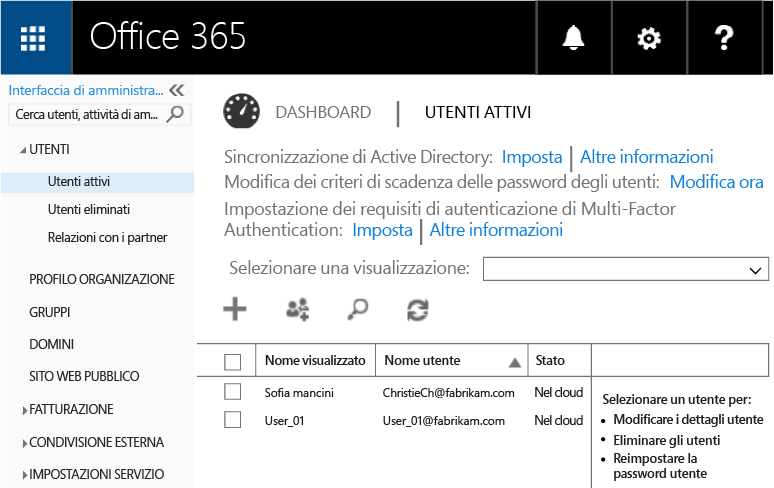 Office 365
Interfaccia di amministra...
Cerca utenti, attività di am...
UTENTI
Utenti attivi
Utenti eliminati
Relazioni con i partner
PROFILO ORGANIZZAZIONE
GRUPPI
DOMINI
SITO WEB PUBBLICO
FATTURAZIONE
CONDIVISIONE ESTERNA
IMPOSTAZIONI SERVIZIO
DASHBOARD | UTENTI ATTIVI
Sincronizzazione di Active Directory: Imposta | Altre informazioni
Modifica dei criteri di scadenza delle password degli utenti: Modifica ora
Impostazione dei requisiti di autenticazione di Multi-Factor
Authentication: Imposta | Altre informazioni
Selezionare una visualizzazione:
Nome visualizzato Nome utente Stato
Sofia mancini ChristieCh@fabrikam.com Nel cloud
User_01 User_01@fabrikam.com Nel cloud
Selezionare un utente per:
• Modificare i dettagli utente
• Eliminare gli utenti
• Reimpostare la
password utente